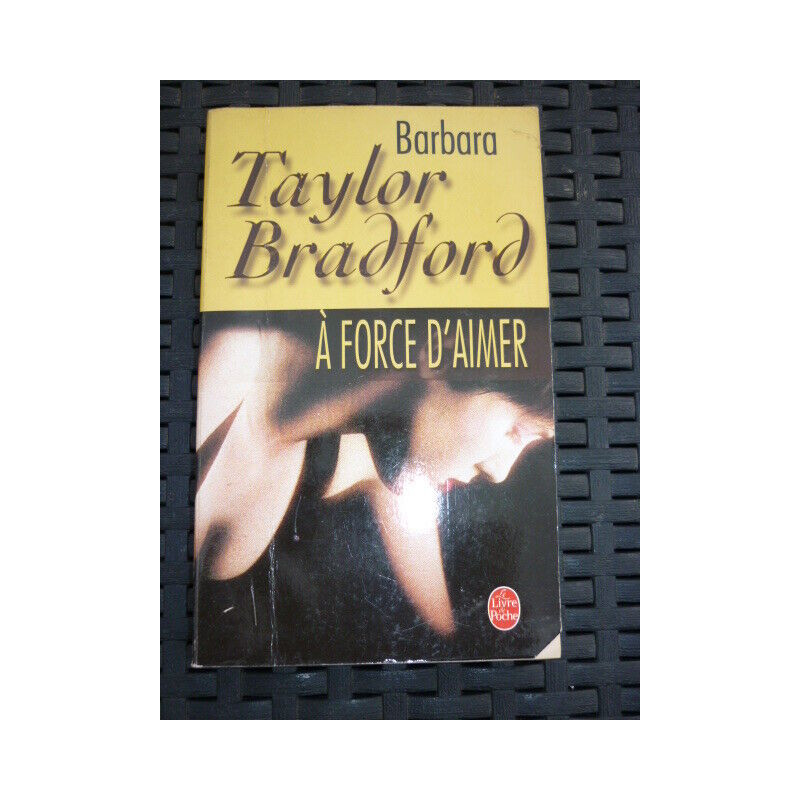 Barbara
Taylor
Bradford
À FORCE D'AIMER
Le
Livre
de
Poche